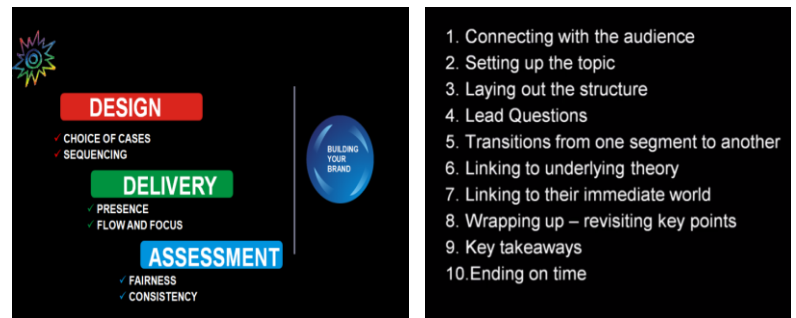 DESIGN
✓ CHOICE OF CASES
✓ SEQUENCING
DELIVERY
✓ PRESENCE
✓ FLOW AND FOCUS
ASSESSMENT
✓ FAIRNESS
✓ CONSISTENCY
BUILDING
YOUR
BRAND
1. Connecting with the audience
2. Setting up the topic
3. Laying out the structure
4. Lead Questions
5. Transitions from one segment to another
6. Linking to underlying theory
7. Linking to their immediate world
8. Wrapping up – revisiting key points
9. Key takeaways
10.Ending on time